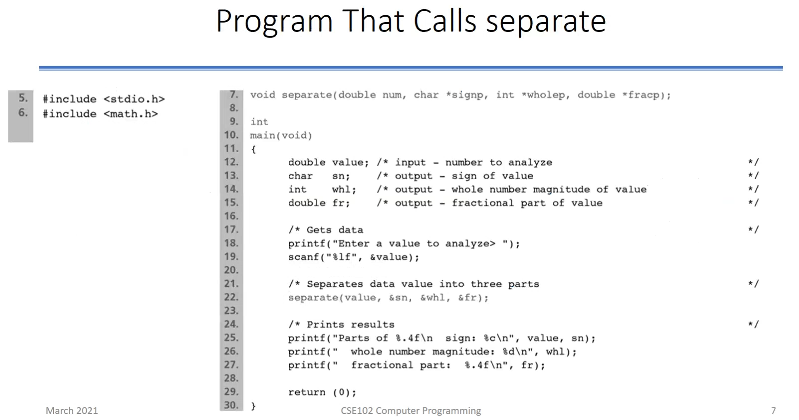 Program That Calls separate
5. #include <stdio.h>
6. #include <math.h>
7. void separate(double num, char *signp, int *wholep, double *fracp);
8.
9. int
10. main(void)
11. {
12. double value; /* input - number to analyze */
13. char sn; /* output - sign of value */
14. int whl; /* output - whole number magnitude of value */
15. double fr; /* output - fractional part of value */
16.
17. /* Gets data */
18. printf("Enter a value to analyze> ");
19. scanf("%lf", &value);
20.
21. /* Separates data value into three parts */
22. separate(value, &sn, &whl, &fr);
23.
24. /* Prints results */
25. printf("Parts of %.4f\n sign: %c\n", value, sn);
26. printf(" whole number magnitude: %d\n", whl);
27. printf(" fractional part: %.4f\n", fr);
28.
29. return (0);
30. }
March 2021 CSE102 Computer Programming 7